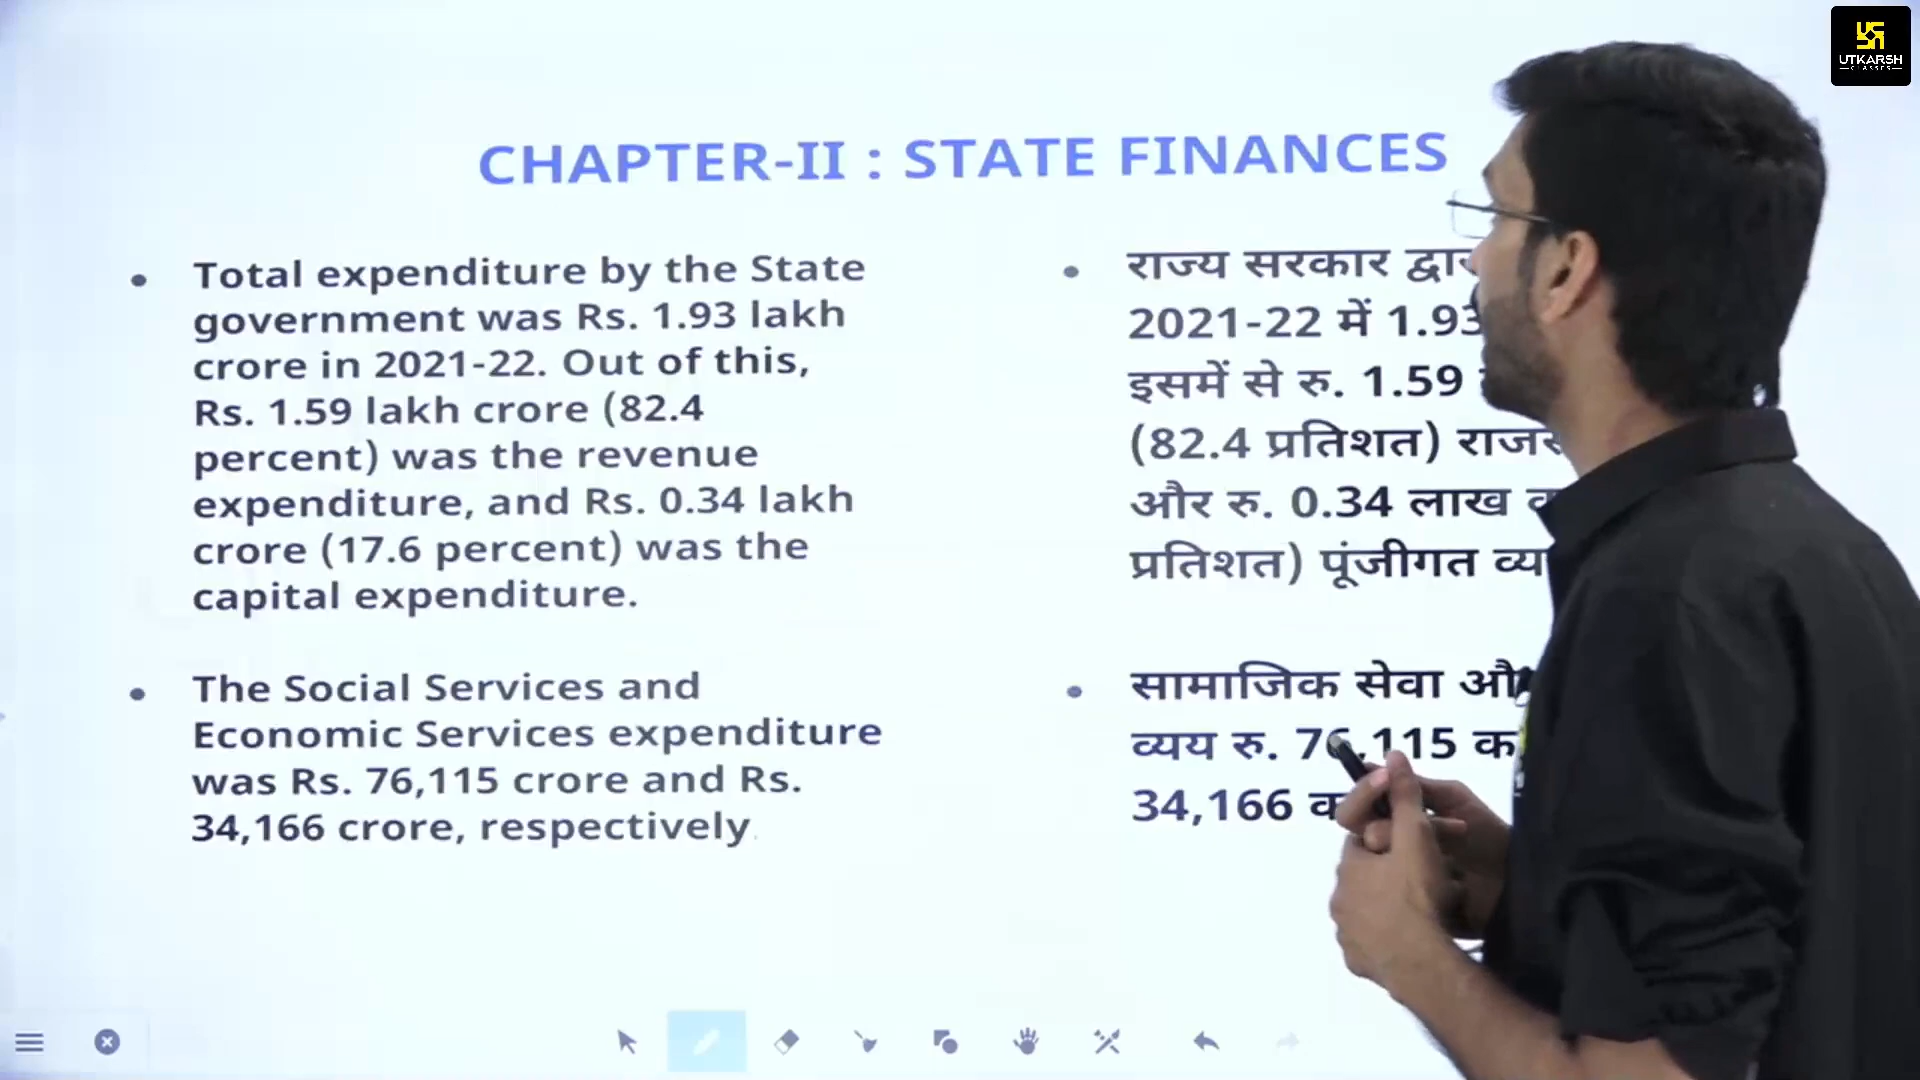 UTKARSH
CLASSES
CHAPTER-II : STATE FINANCES
• Total expenditure by the State
government was Rs. 1.93 lakh
crore in 2021-22. Out of this,
Rs. 1.59 lakh crore (82.4
percent) was the revenue
expenditure, and Rs. 0.34 lakh
crore (17.6 percent) was the
capital expenditure.
• The Social Services and
Economic Services expenditure
was Rs. 76,115 crore and Rs.
34,166 crore, respectively.
• राज्य सरकार
2021-22 में 1.93
इसमें से रु. 1.59
(82.4 प्रतिशत)
और रु. 0.34 लाख
प्रतिशत) पूंजीगत
• सामाजिक सेवा
व्यय रु. 76,115
34,166